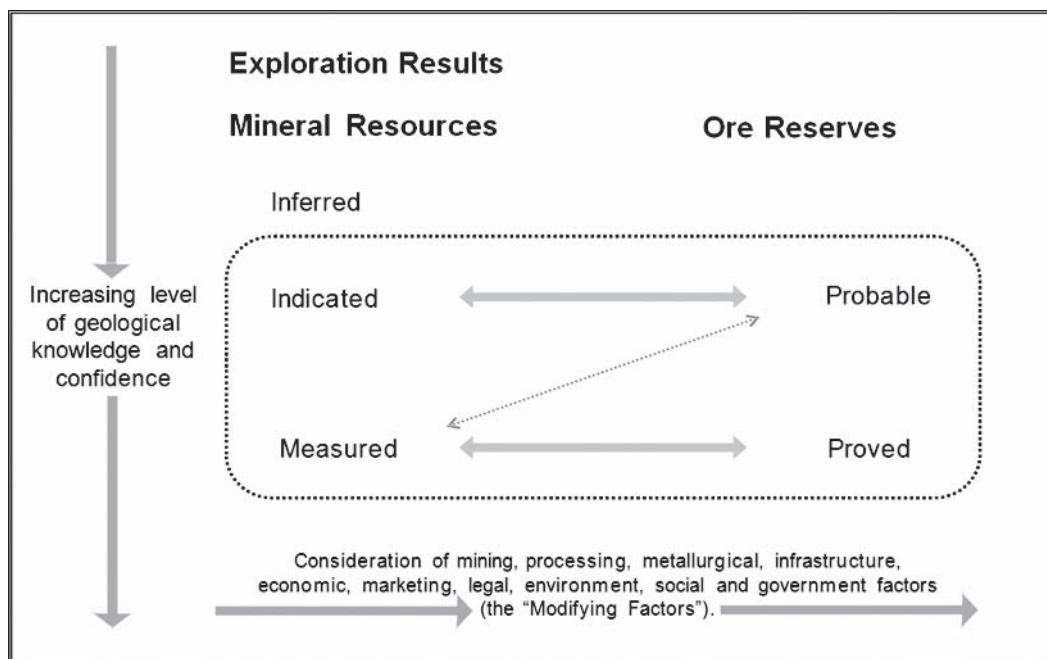 Exploration Results
Mineral Resources
Ore Reserves
Inferred
Increasing level
of geological
knowledge and
confidence
Indicated
Probable
Measured
Proved
Consideration of mining, processing, metallurgical, infrastructure,
economic, marketing, legal, environment, social and government factors
(the “Modifying Factors”).